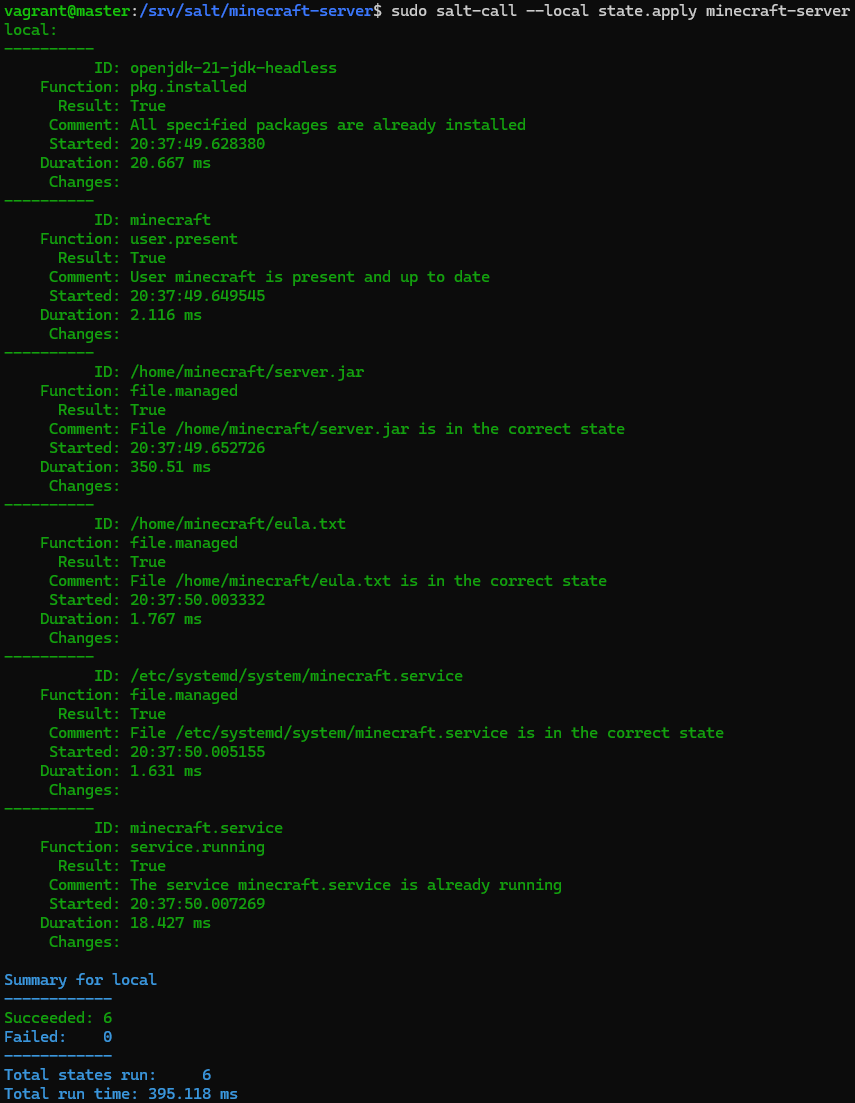 vagrant@master:/srv/salt/minecraft-server$ sudo salt-call --local state.apply minecraft-server
local:
----------
          ID: openjdk-21-jdk-headless
    Function: pkg.installed
      Result: True
     Comment: All specified packages are already installed
     Started: 20:37:49.628380
    Duration: 20.667 ms
     Changes:
----------
          ID: minecraft
    Function: user.present
      Result: True
     Comment: User minecraft is present and up to date
     Started: 20:37:49.649545
    Duration: 2.116 ms
     Changes:
----------
          ID: /home/minecraft/server.jar
    Function: file.managed
      Result: True
     Comment: File /home/minecraft/server.jar is in the correct state
     Started: 20:37:49.652726
    Duration: 350.51 ms
     Changes:
----------
          ID: /home/minecraft/eula.txt
    Function: file.managed
      Result: True
     Comment: File /home/minecraft/eula.txt is in the correct state
     Started: 20:37:50.003332
    Duration: 1.767 ms
     Changes:
----------
          ID: /etc/systemd/system/minecraft.service
    Function: file.managed
      Result: True
     Comment: File /etc/systemd/system/minecraft.service is in the correct state
     Started: 20:37:50.005155
    Duration: 1.631 ms
     Changes:
----------
          ID: minecraft.service
    Function: service.running
      Result: True
     Comment: The service minecraft.service is already running
     Started: 20:37:50.007269
    Duration: 18.427 ms
     Changes:

Summary for local
------------
Succeeded: 6
Failed:    0
------------
Total states run:     6
Total run time: 395.118 ms